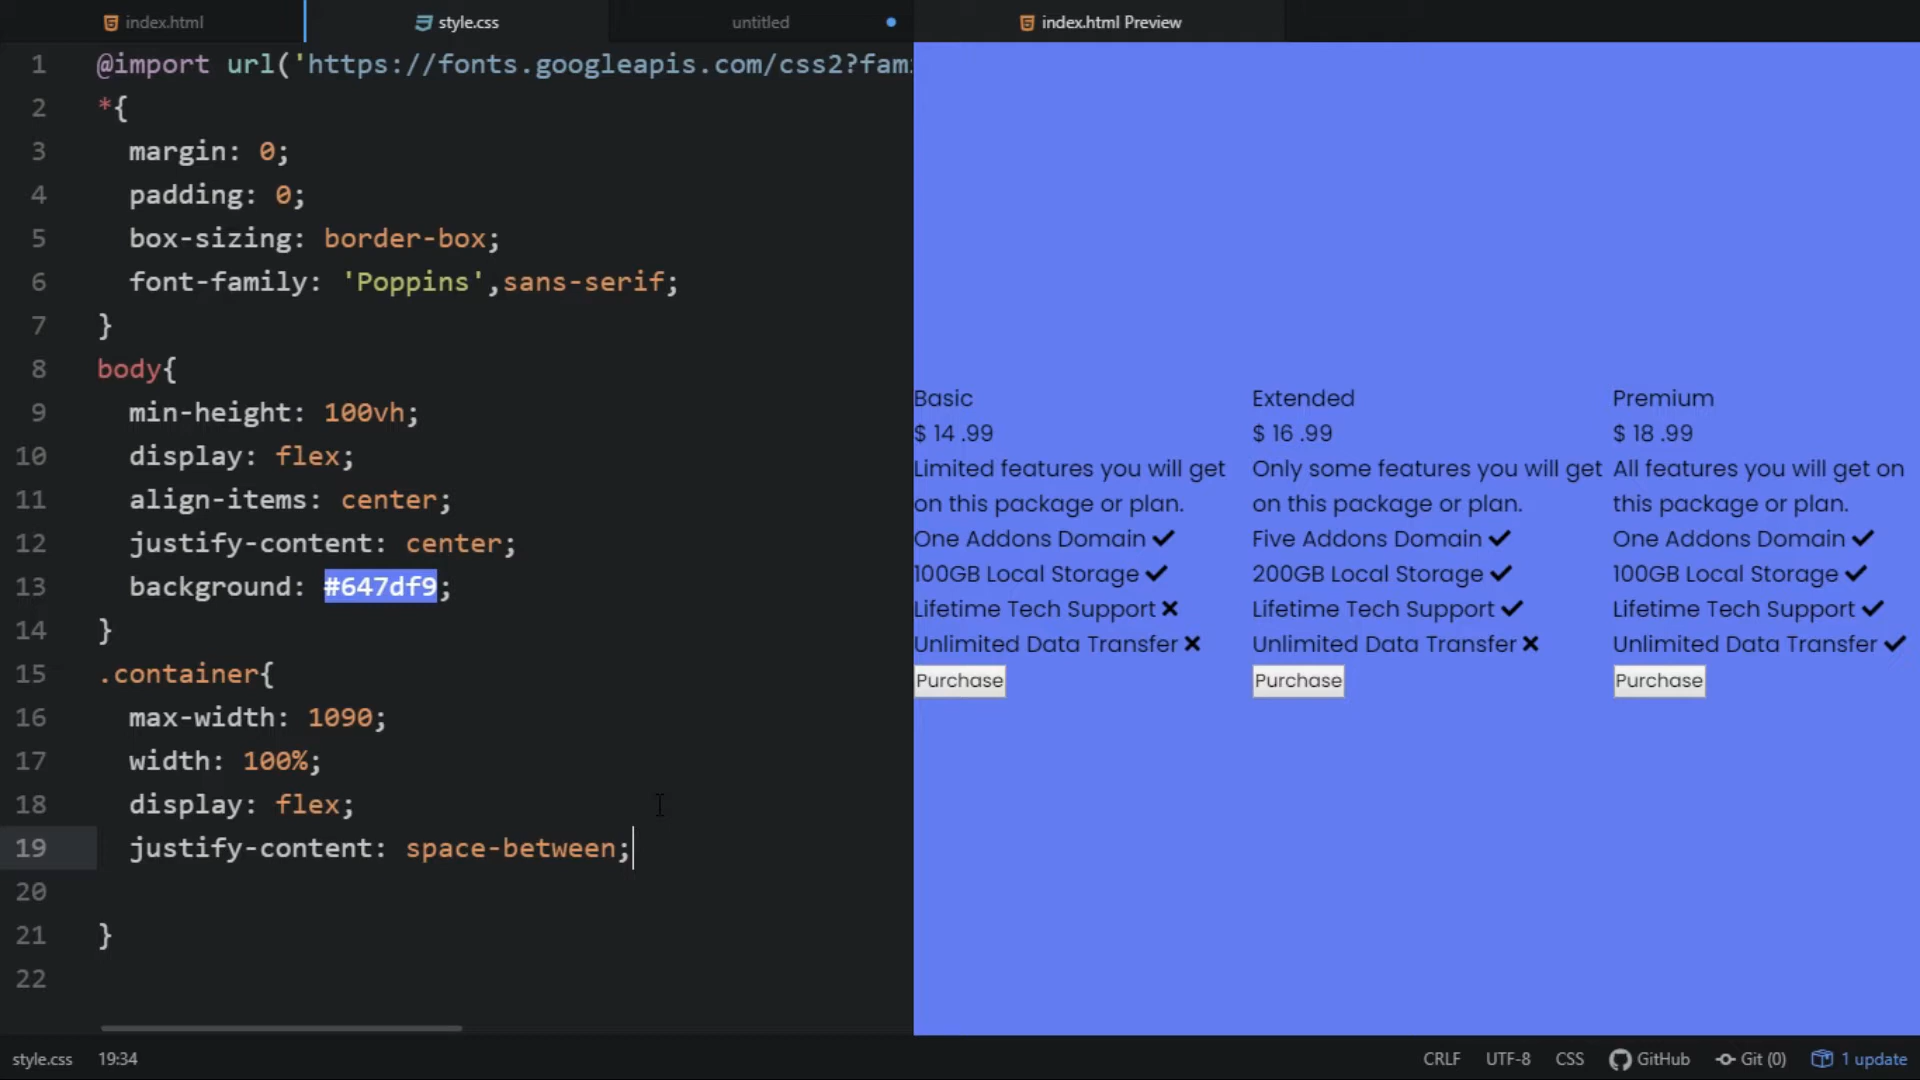 index.html
style.css
untitled
index.html Preview
1 @import url('https://fonts.googleapis.com/css2?fam
2 *{
3 margin: 0;
4 padding: 0;
5 box-sizing: border-box;
6 font-family: 'Poppins',sans-serif;
7 }
8 body{
9 min-height: 100vh;
10 display: flex;
11 align-items: center;
12 justify-content: center;
13 background: #647df9;
14 }
15 .container{
16 max-width: 1090;
17 width: 100%;
18 display: flex;
19 justify-content: space-between;
20
21 }
22
Basic
$ 14 .99
Limited features you will get
on this package or plan.
One Addons Domain ✔
100GB Local Storage ✔
Lifetime Tech Support ✖
Unlimited Data Transfer ✖
Purchase
Extended
$ 16 .99
Only some features you will get
on this package or plan.
Five Addons Domain ✔
200GB Local Storage ✔
Lifetime Tech Support ✔
Unlimited Data Transfer ✖
Purchase
Premium
$ 18 .99
All features you will get on
this package or plan.
One Addons Domain ✔
100GB Local Storage ✔
Lifetime Tech Support ✔
Unlimited Data Transfer ✔
Purchase
style.css 19:34 CRLF UTF-8 CSS GitHub Git (0) 1 update